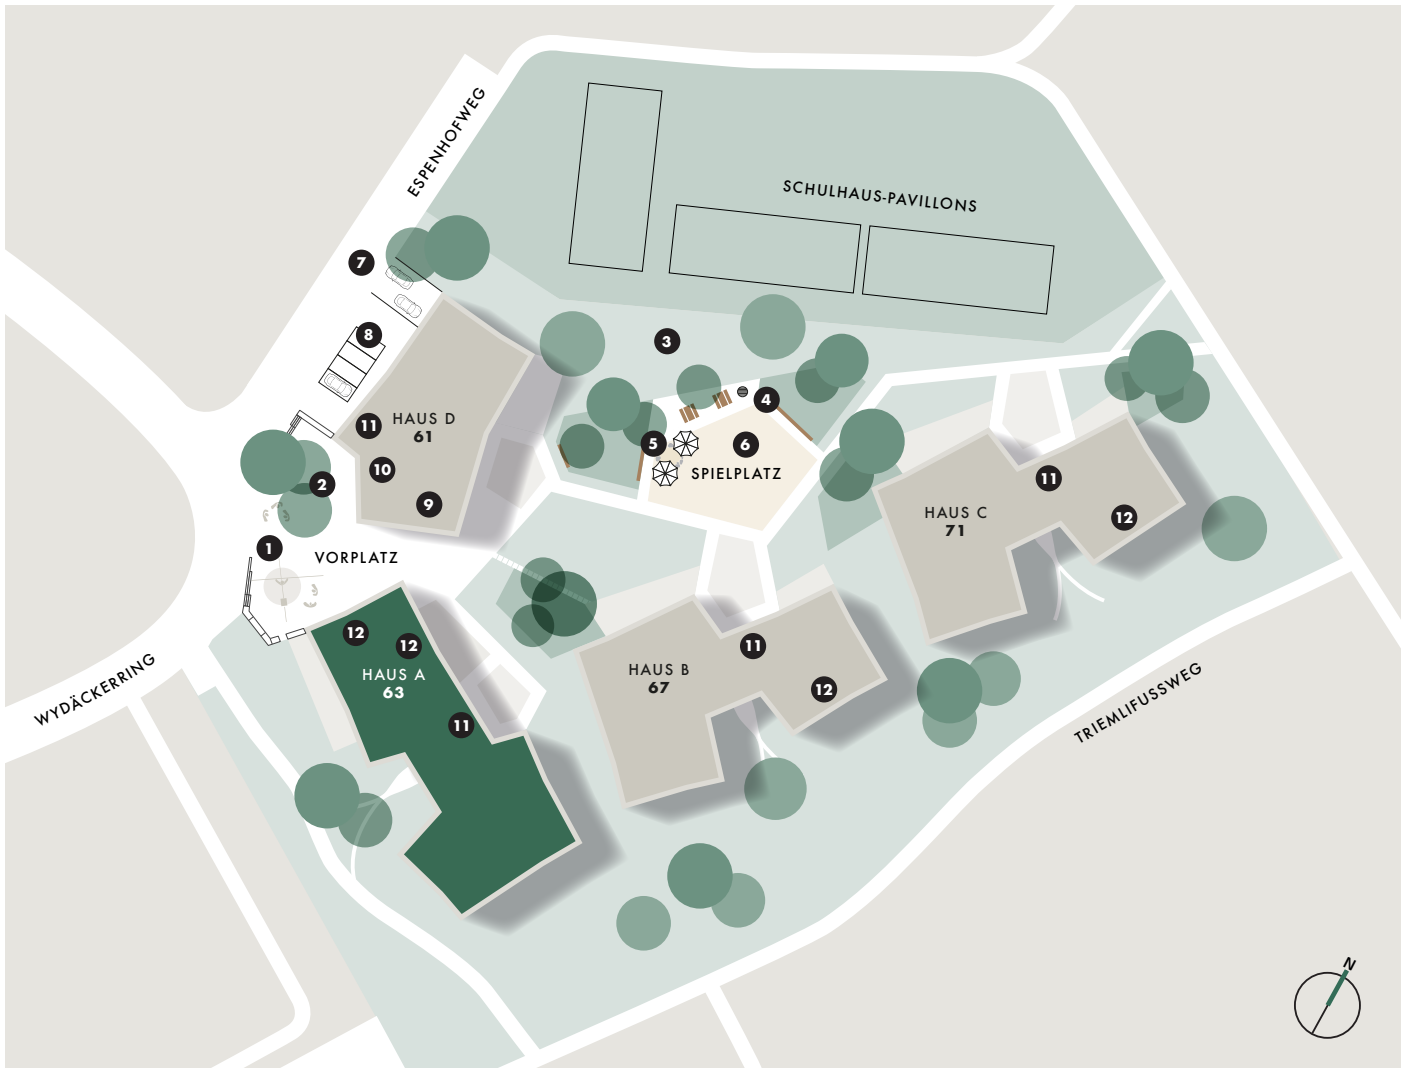 ESPENHOFWEG
SCHULHAUS-PAVILLONS
7
8
3
4
11
HAUS D
61
5
6
SPIELPLATZ
10
2
9
11
HAUS C
71
12
1
VORPLATZ
12
12
HAUS A
63
11
11
HAUS B
67
12
WYDÄCKERRING
TRIEMLIFUSSWEG
N